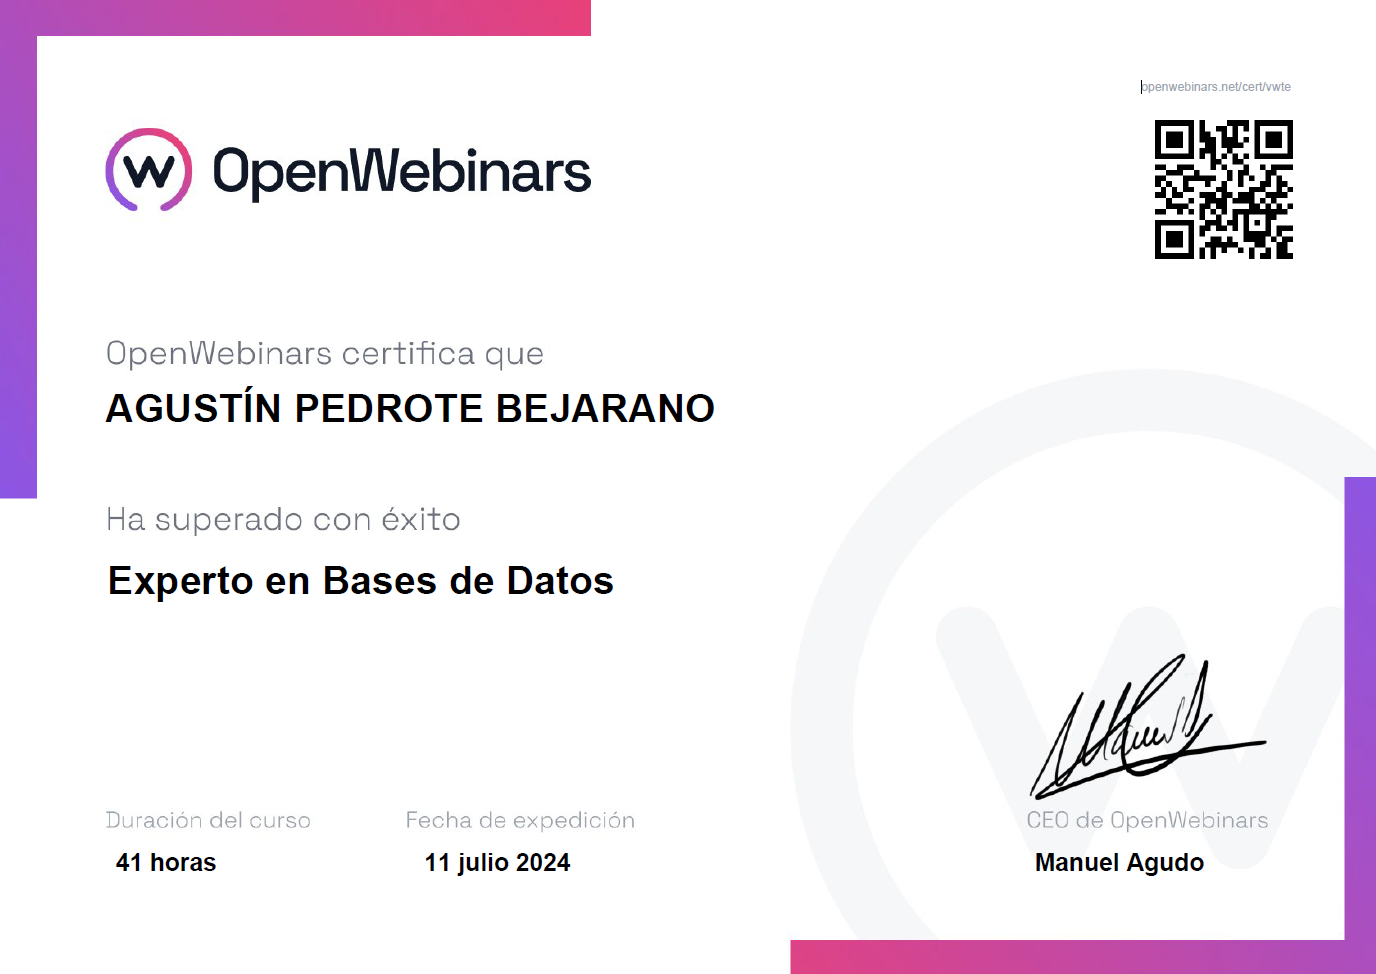 openwebinars.net/cert/vwte
OpenWebinars
OpenWebinars certifica que
AGUSTÍN PEDROTE BEJARANO
Ha superado con éxito
Experto en Bases de Datos
Duración del curso
41 horas
Fecha de expedición
11 julio 2024
CEO de OpenWebinars
Manuel Agudo